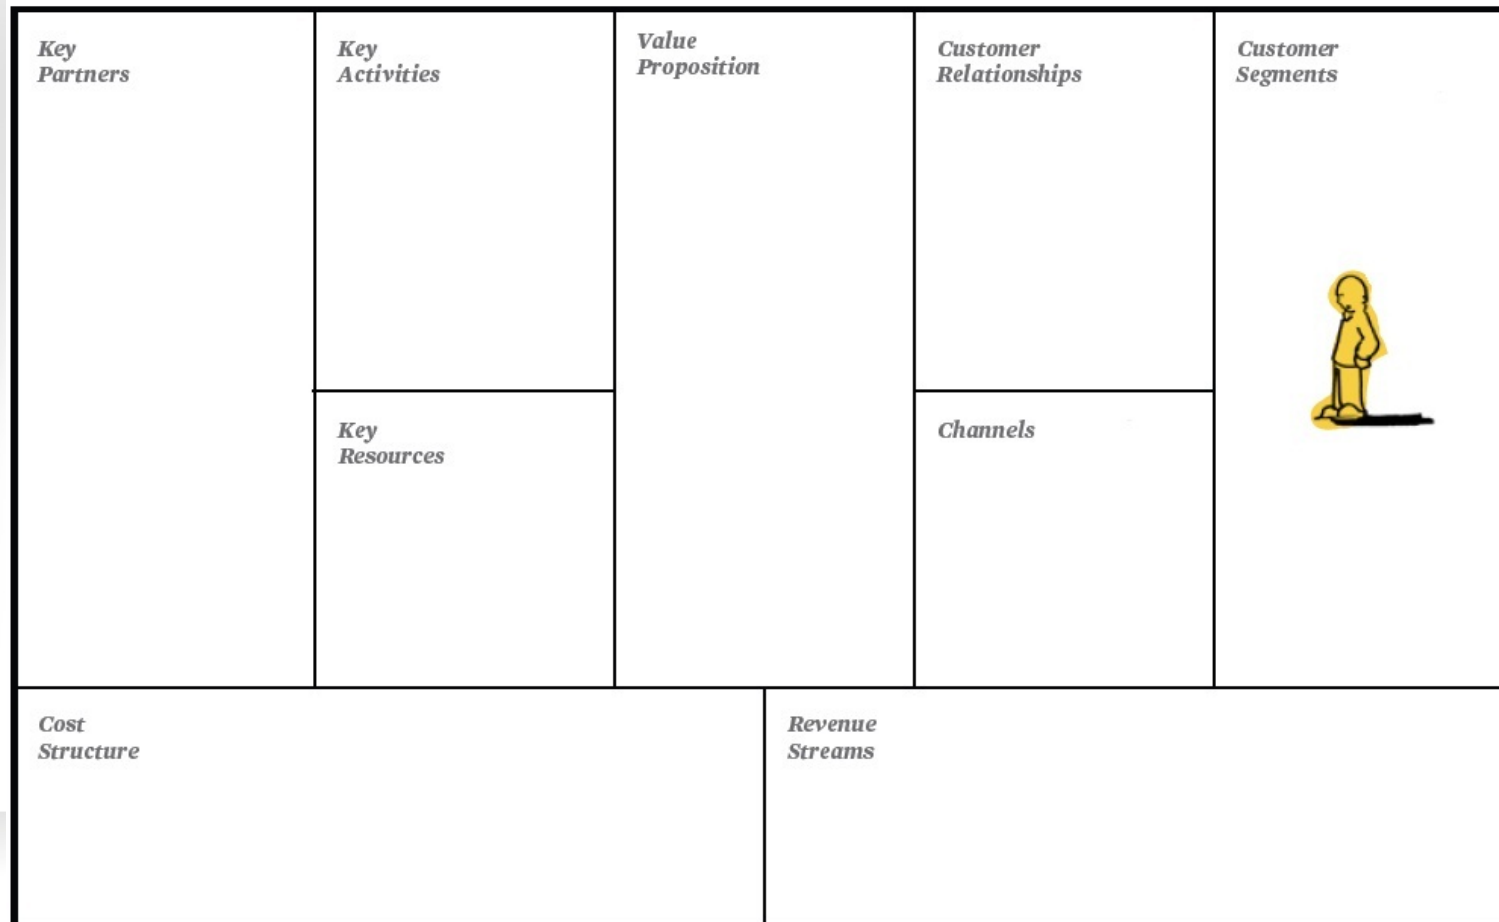 Key
Partners
Key
Activities
Value
Proposition
Customer
Relationships
Customer
Segments
Key
Resources
Channels
Cost
Structure
Revenue
Streams